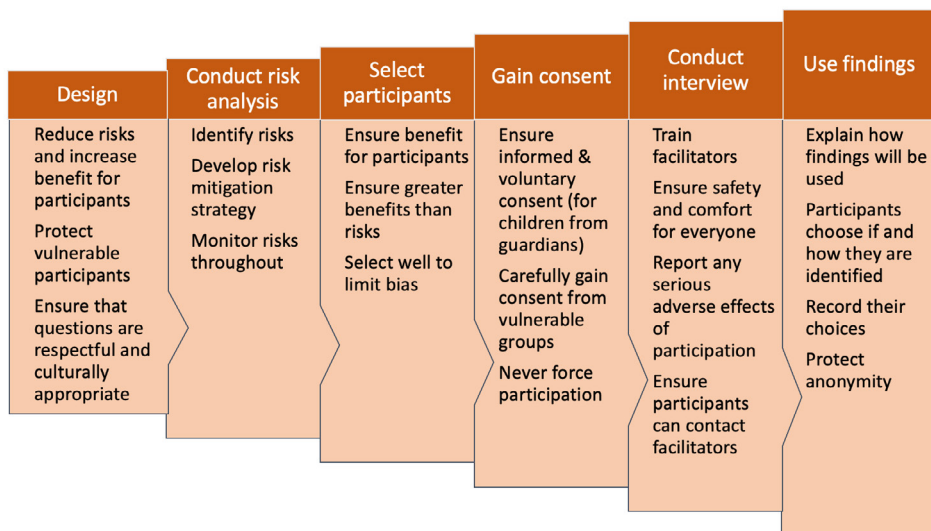 Design
Reduce risks
and increase
benefit for
participants
Protect
vulnerable
participants
Ensure that
questions are
respectful and
culturally
appropriate
Conduct risk
analysis
Identify risks
Develop risk
mitigation
strategy
Monitor risks
throughout
Select
participants
Ensure benefit
for participants
Ensure greater
benefits than
risks
Select well to
limit bias
Gain consent
Ensure
informed &
voluntary
consent (for
children from
guardians)
Carefully gain
consent from
vulnerable
groups
Never force
participation
Conduct
interview
Train
facilitators
Ensure safety
and comfort
for everyone
Report any
serious
adverse effects
of
participation
Ensure
participants
can contact
facilitators
Use findings
Explain how
findings will be
used
Participants
choose if and
how they are
identified
Record their
choices
Protect
anonymity